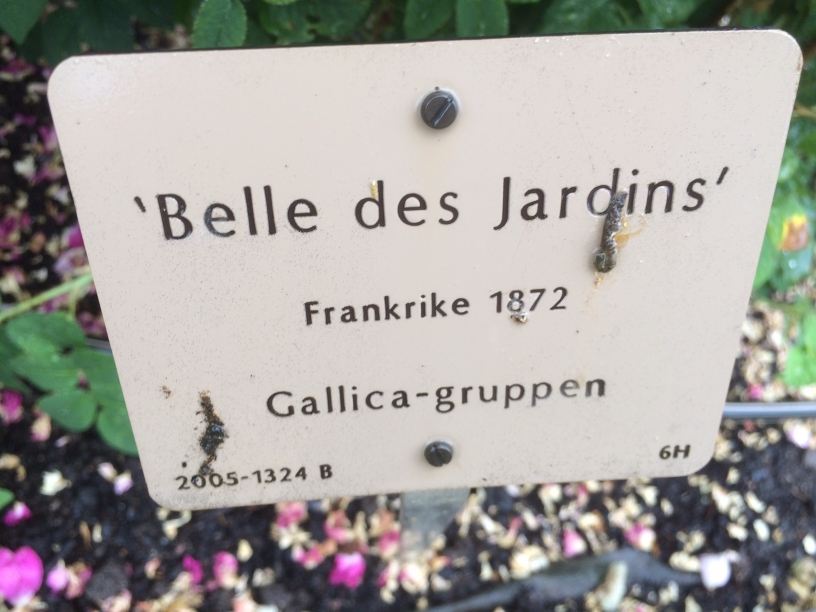 'Belle des Jardins'
Frankrike 1872
Gallica-gruppen
2005-1324 B
6H